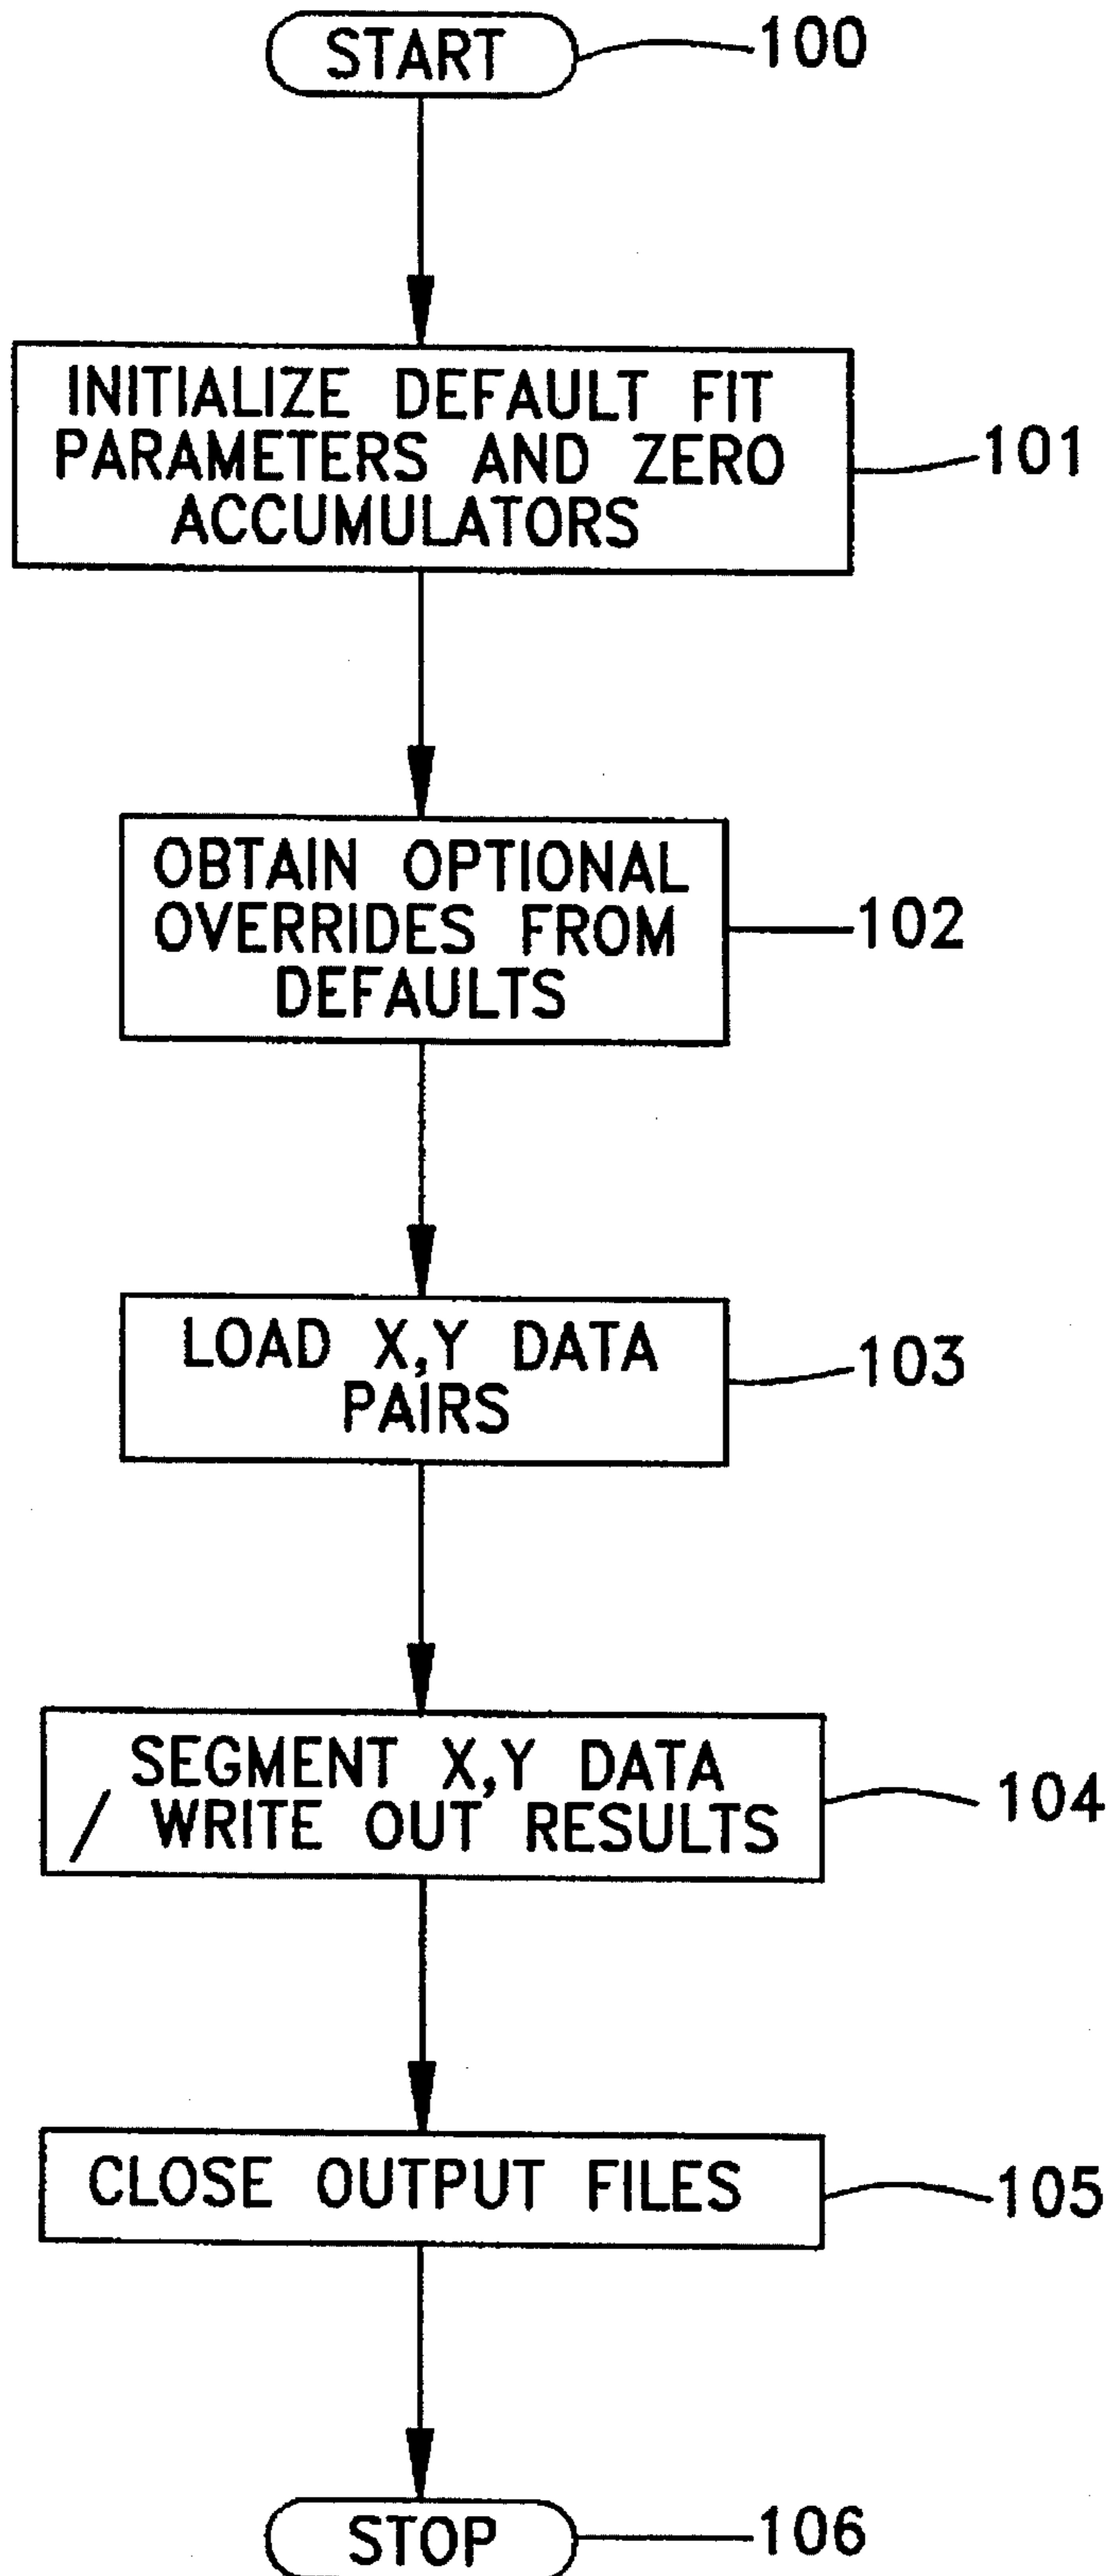 START
100
INITIALIZE DEFAULT FIT
PARAMETERS AND ZERO
ACCUMULATORS
101
OBTAIN OPTIONAL
OVERRIDES FROM
DEFAULTS
102
LOAD X,Y DATA
PAIRS
103
SEGMENT X,Y DATA
/ WRITE OUT RESULTS
104
CLOSE OUTPUT FILES
105
STOP
106